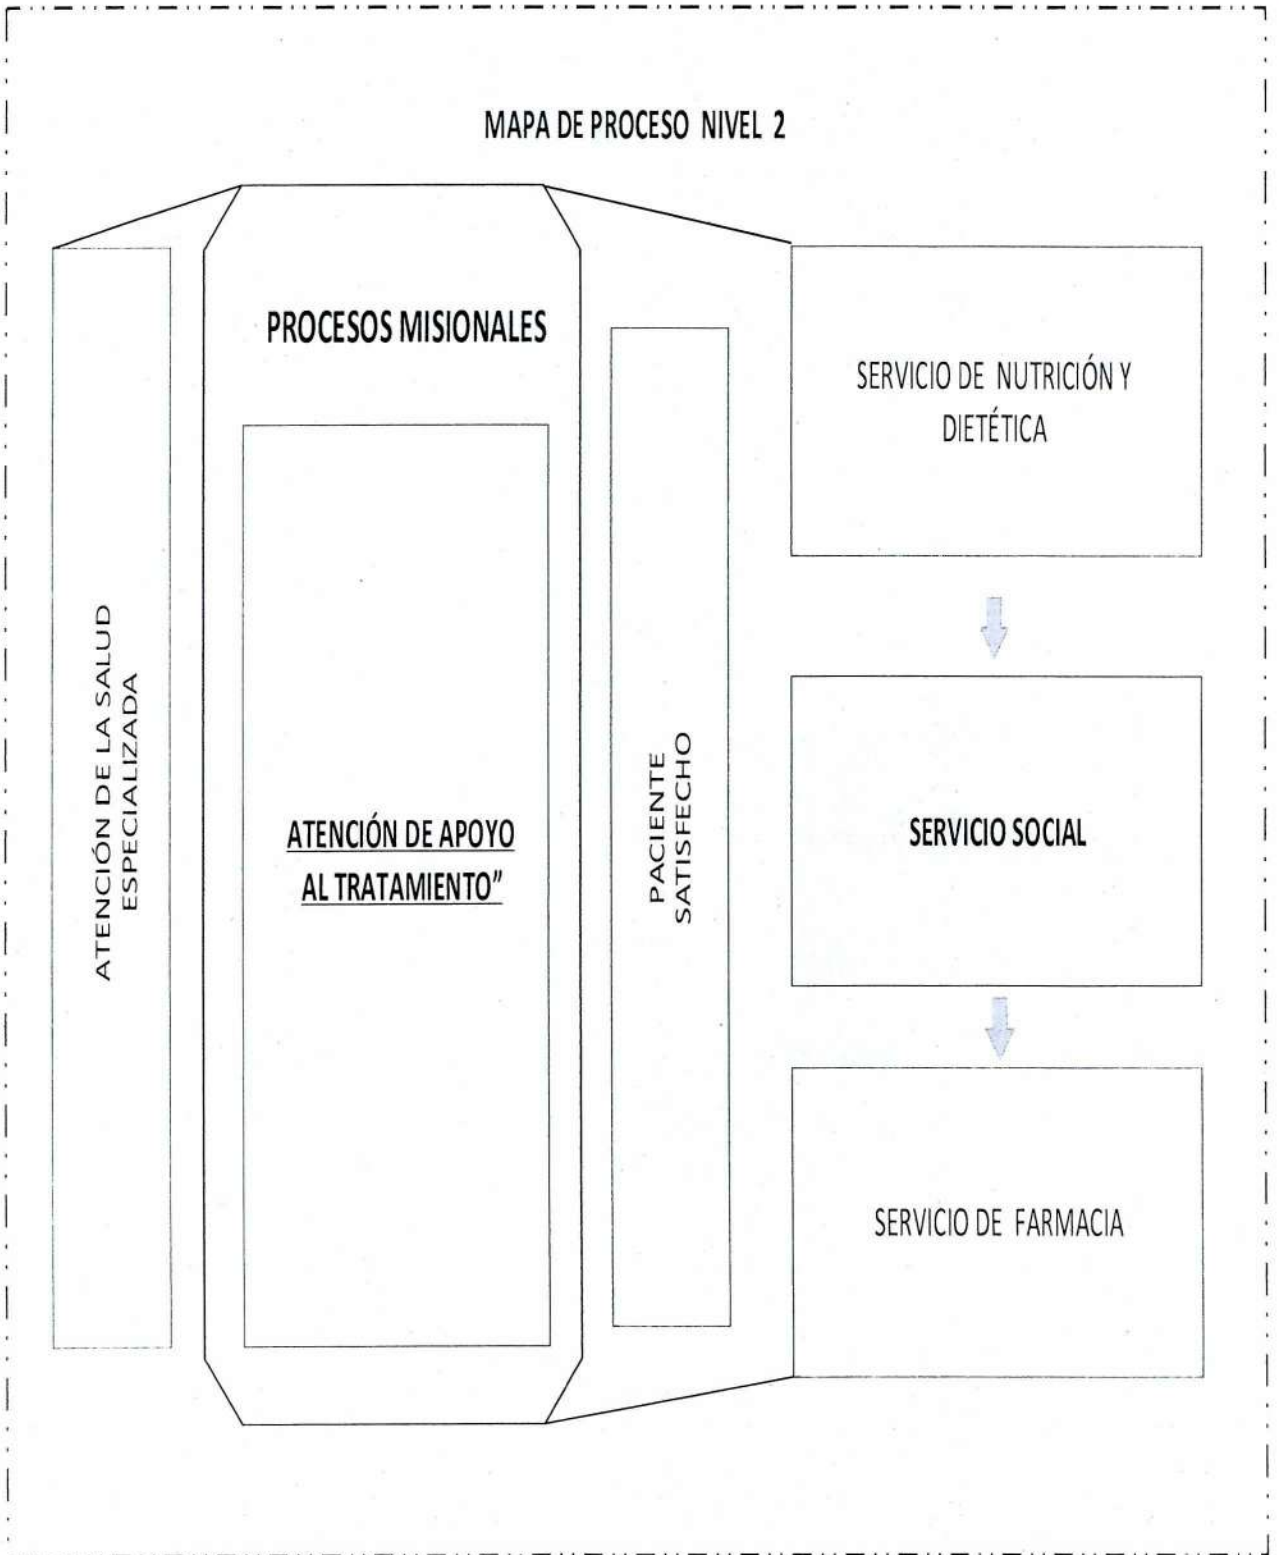 MAPA DE PROCESO NIVEL 2
ATENCIÓN DE LA SALUD
ESPECIALIZADA
PROCESOS MISIONALES
ATENCIÓN DE APOYO
AL TRATAMIENTO”
PACIENTE
SATISFECHO
SERVICIO DE NUTRICIÓN Y
DIETÉTICA
SERVICIO SOCIAL
SERVICIO DE FARMACIA